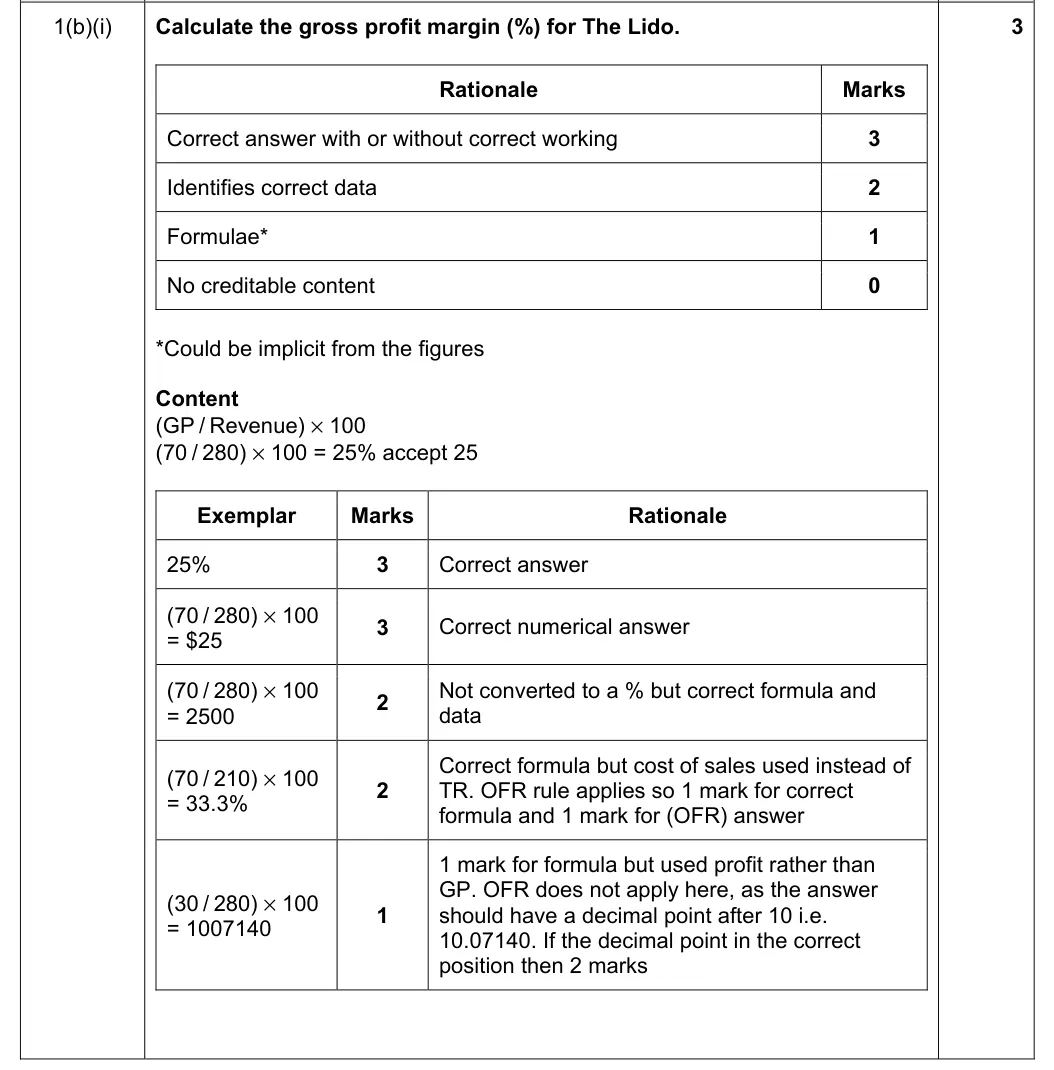 1(b)(i) Calculate the gross profit margin (%) for The Lido. 3
Rationale Marks
Correct answer with or without correct working 3
Identifies correct data 2
Formulae* 1
No creditable content 0
*Could be implicit from the figures
Content
(GP / Revenue) × 100
(70 / 280) × 100 = 25% accept 25
Exemplar Marks Rationale
25% 3 Correct answer
(70 / 280) × 100
= $25
3
Correct numerical answer
(70 / 280) × 100
= 2500
2
Not converted to a % but correct formula and
data
(70 / 210) × 100
= 33.3%
2
Correct formula but cost of sales used instead of
TR. OFR rule applies so 1 mark for correct
formula and 1 mark for (OFR) answer
(30 / 280) × 100
= 1007140
1
1 mark for formula but used profit rather than
GP. OFR does not apply here, as the answer
should have a decimal point after 10 i.e.
10.07140. If the decimal point in the correct
position then 2 marks